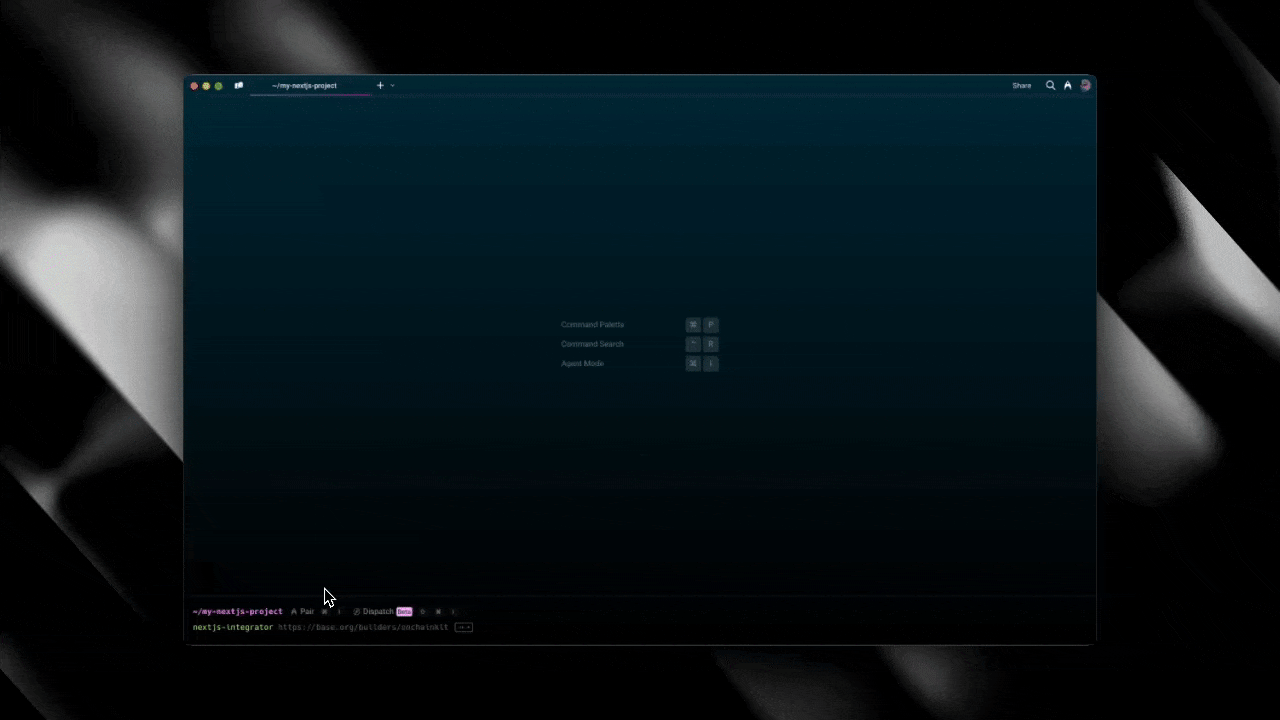 ~/my-nextjs-project
Share
Command Palette ⌘ P
Command Search ⌃ R
Agent Mode ⌘ I
~/my-nextjs-project Pair ⌘ I Dispatch Beta ⇧ ⌘ I
nextjs-integrator https://base.org/builders/onchainkit